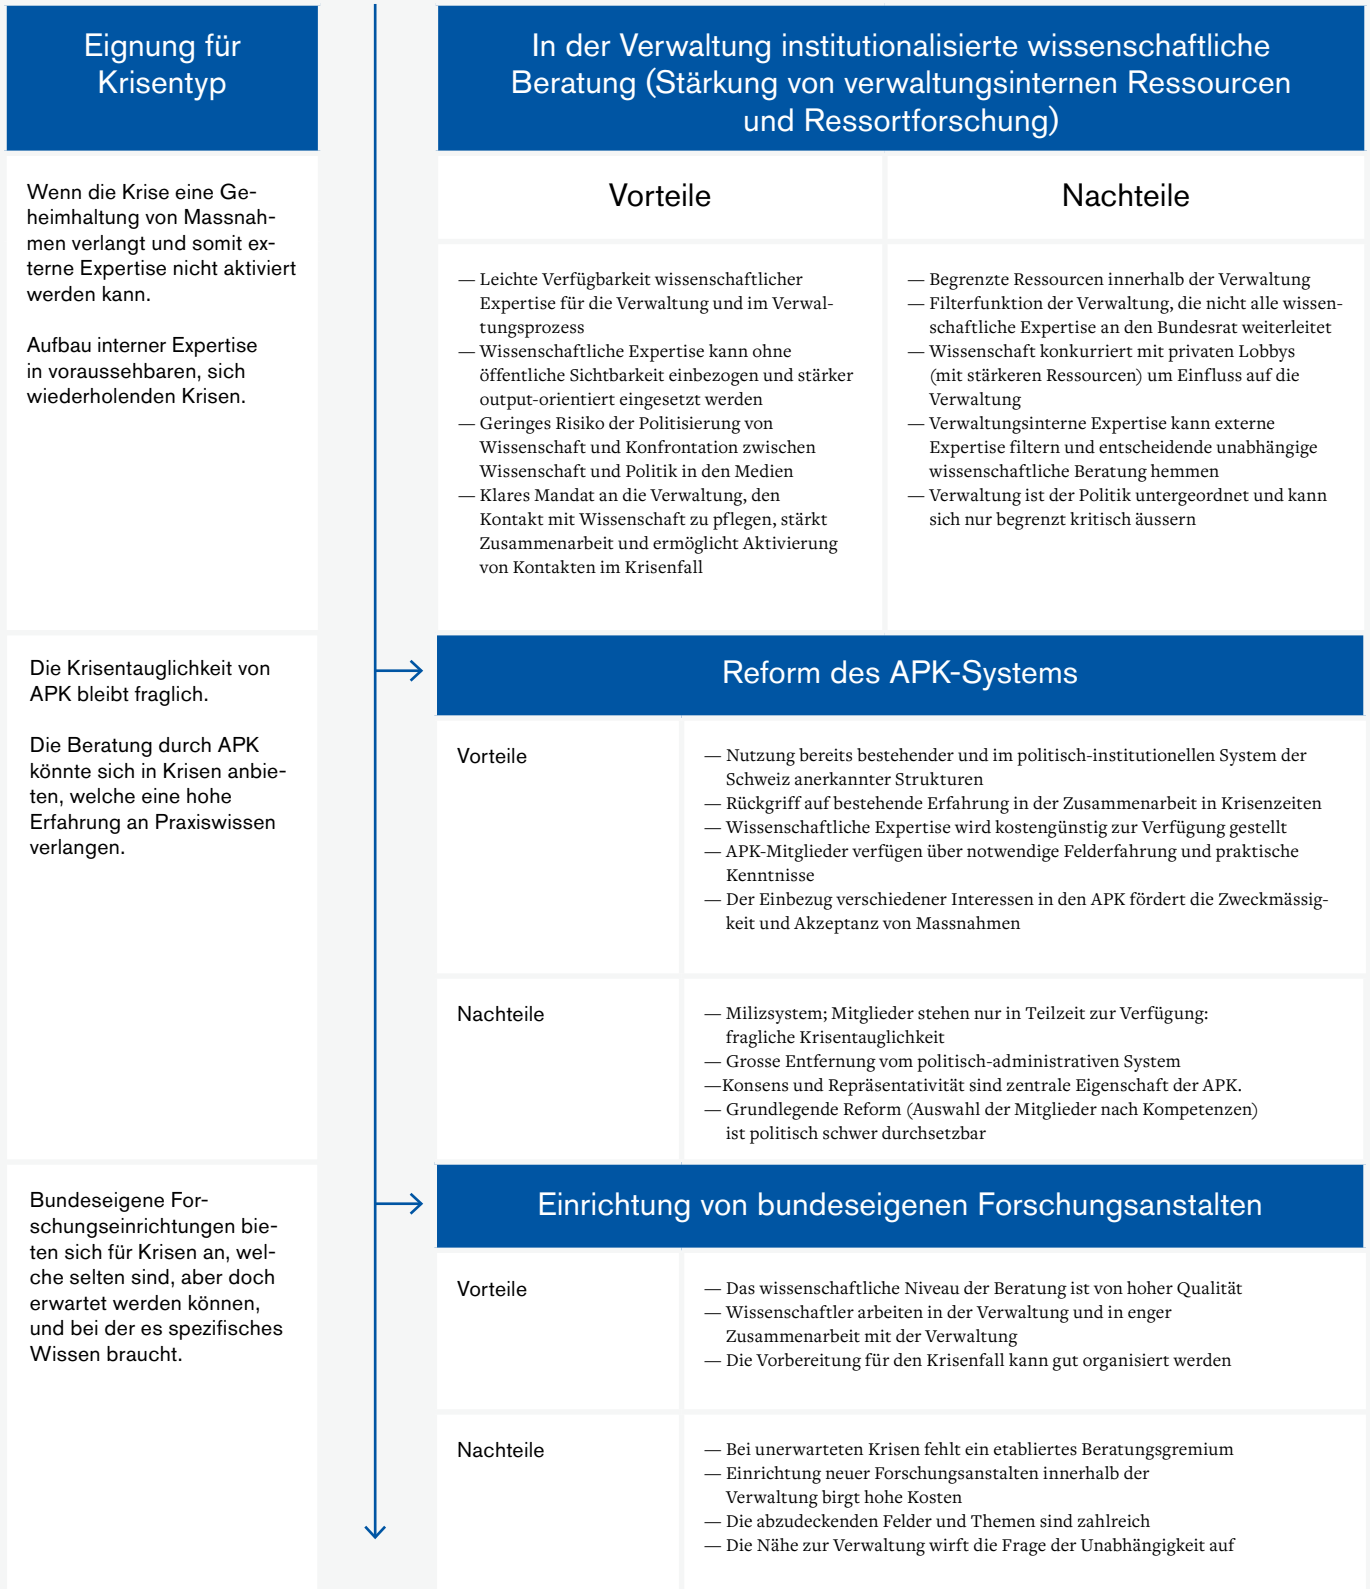 Eignung für
Krisentyp
In der Verwaltung institutionalisierte wissenschaftliche
Beratung (Stärkung von verwaltungsinternen Ressourcen
und Ressortforschung)
Wenn die Krise eine Ge-
heimhaltung von Massnah-
men verlangt und somit ex-
terne Expertise nicht aktiviert
werden kann.
Aufbau interner Expertise
in voraussehbaren, sich
wiederholenden Krisen.
Vorteile
— Leichte Verfügbarkeit wissenschaftlicher
Expertise für die Verwaltung und im Verwal-
tungsprozess
— Wissenschaftliche Expertise kann ohne
öffentliche Sichtbarkeit einbezogen und stärker
output-orientiert eingesetzt werden
— Geringes Risiko der Politisierung von
Wissenschaft und Konfrontation zwischen
Wissenschaft und Politik in den Medien
— Klares Mandat an die Verwaltung, den
Kontakt mit Wissenschaft zu pflegen, stärkt
Zusammenarbeit und ermöglicht Aktivierung
von Kontakten im Krisenfall
Nachteile
— Begrenzte Ressourcen innerhalb der Verwaltung
— Filterfunktion der Verwaltung, die nicht alle wissen-
schaftliche Expertise an den Bundesrat weiterleitet
— Wissenschaft konkurriert mit privaten Lobbys
(mit stärkeren Ressourcen) um Einfluss auf die
Verwaltung
— Verwaltungsinterne Expertise kann externe
Expertise filtern und entscheidende unabhängige
wissenschaftliche Beratung hemmen
— Verwaltung ist der Politik untergeordnet und kann
sich nur begrenzt kritisch äussern
Die Krisentauglichkeit von
APK bleibt fraglich.
Die Beratung durch APK
könnte sich in Krisen anbie-
ten, welche eine hohe
Erfahrung an Praxiswissen
verlangen.
Reform des APK-Systems
Vorteile
— Nutzung bereits bestehender und im politisch-institutionellen System der
Schweiz anerkannter Strukturen
— Rückgriff auf bestehende Erfahrung in der Zusammenarbeit in Krisenzeiten
— Wissenschaftliche Expertise wird kostengünstig zur Verfügung gestellt
— APK-Mitglieder verfügen über notwendige Felderfahrung und praktische
Kenntnisse
— Der Einbezug verschiedener Interessen in den APK fördert die Zweckmässig-
keit und Akzeptanz von Massnahmen
Nachteile
— Milizsystem; Mitglieder stehen nur in Teilzeit zur Verfügung:
fragliche Krisentauglichkeit
— Grosse Entfernung vom politisch-administrativen System
—Konsens und Repräsentativität sind zentrale Eigenschaft der APK.
— Grundlegende Reform (Auswahl der Mitglieder nach Kompetenzen)
ist politisch schwer durchsetzbar
Bundeseigene For-
schungseinrichtungen bie-
ten sich für Krisen an, wel-
che selten sind, aber doch
erwartet werden können,
und bei der es spezifisches
Wissen braucht.
Einrichtung von bundeseigenen Forschungsanstalten
Vorteile
— Das wissenschaftliche Niveau der Beratung ist von hoher Qualität
— Wissenschaftler arbeiten in der Verwaltung und in enger
Zusammenarbeit mit der Verwaltung
— Die Vorbereitung für den Krisenfall kann gut organisiert werden
Nachteile
— Bei unerwarteten Krisen fehlt ein etabliertes Beratungsgremium
— Einrichtung neuer Forschungsanstalten innerhalb der
Verwaltung birgt hohe Kosten
— Die abzudeckenden Felder und Themen sind zahlreich
— Die Nähe zur Verwaltung wirft die Frage der Unabhängigkeit auf